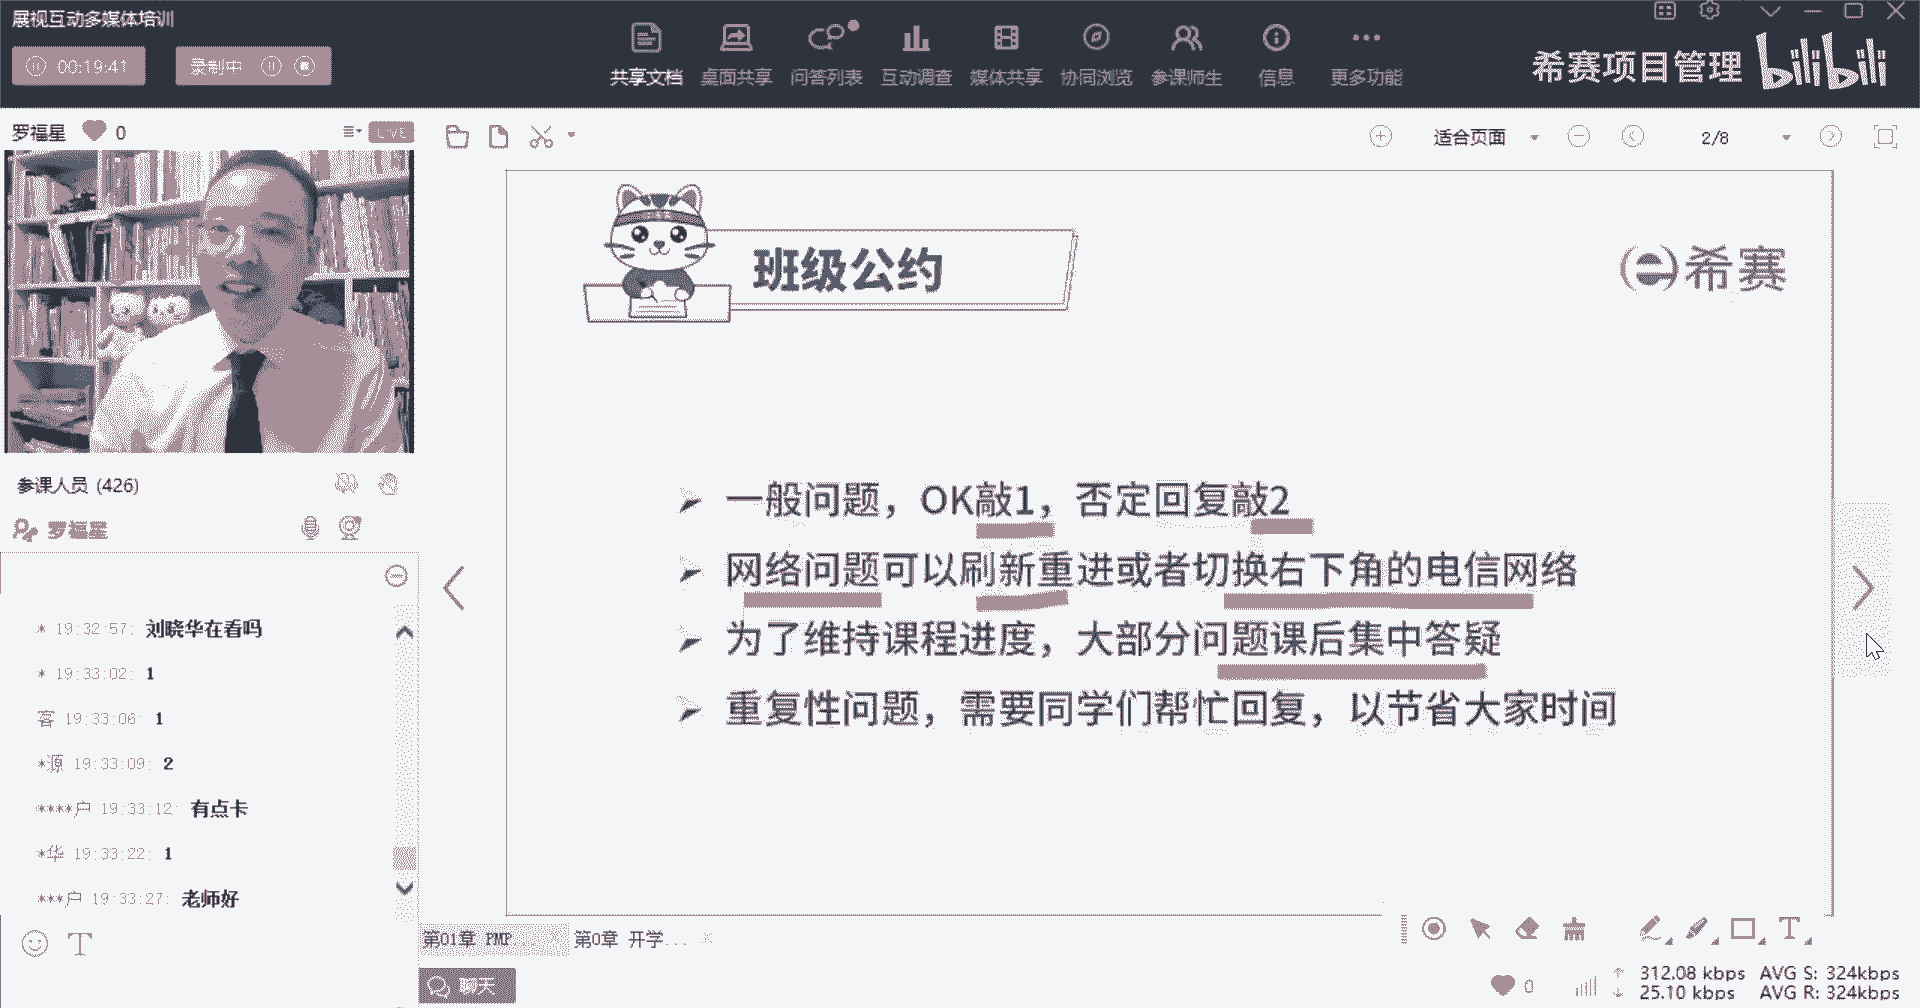 展视互动多媒体培训
00:19:41
录制中
共享文档
桌面共享
问答列表
互动调查
媒体共享
协同浏览
参课师生
信息
更多功能
希赛项目管理
bilibili
罗福星
0
LIVE
适合页面
2/8
班级公约
希赛
一般问题，OK敲1，否定回复敲2
网络问题可以刷新重进或者切换右下角的电信网络
为了维持课程进度，大部分问题课后集中答疑
重复性问题，需要同学们帮忙回复，以节省大家时间
参课人员 (426)
罗福星
* 19:32:57: 刘晓华在看吗
* 19:33:02: 1
客 19:33:06: 1
*源 19:33:09: 2
****户 19:33:12: 有点卡
*华 19:33:22: 1
***户 19:33:27: 老师好
T
第01章 PMP...
第0章 开学...
聊天
T
0
312.08 kbps AVG S: 324kbps
25.10 kbps AVG R: 324kbps